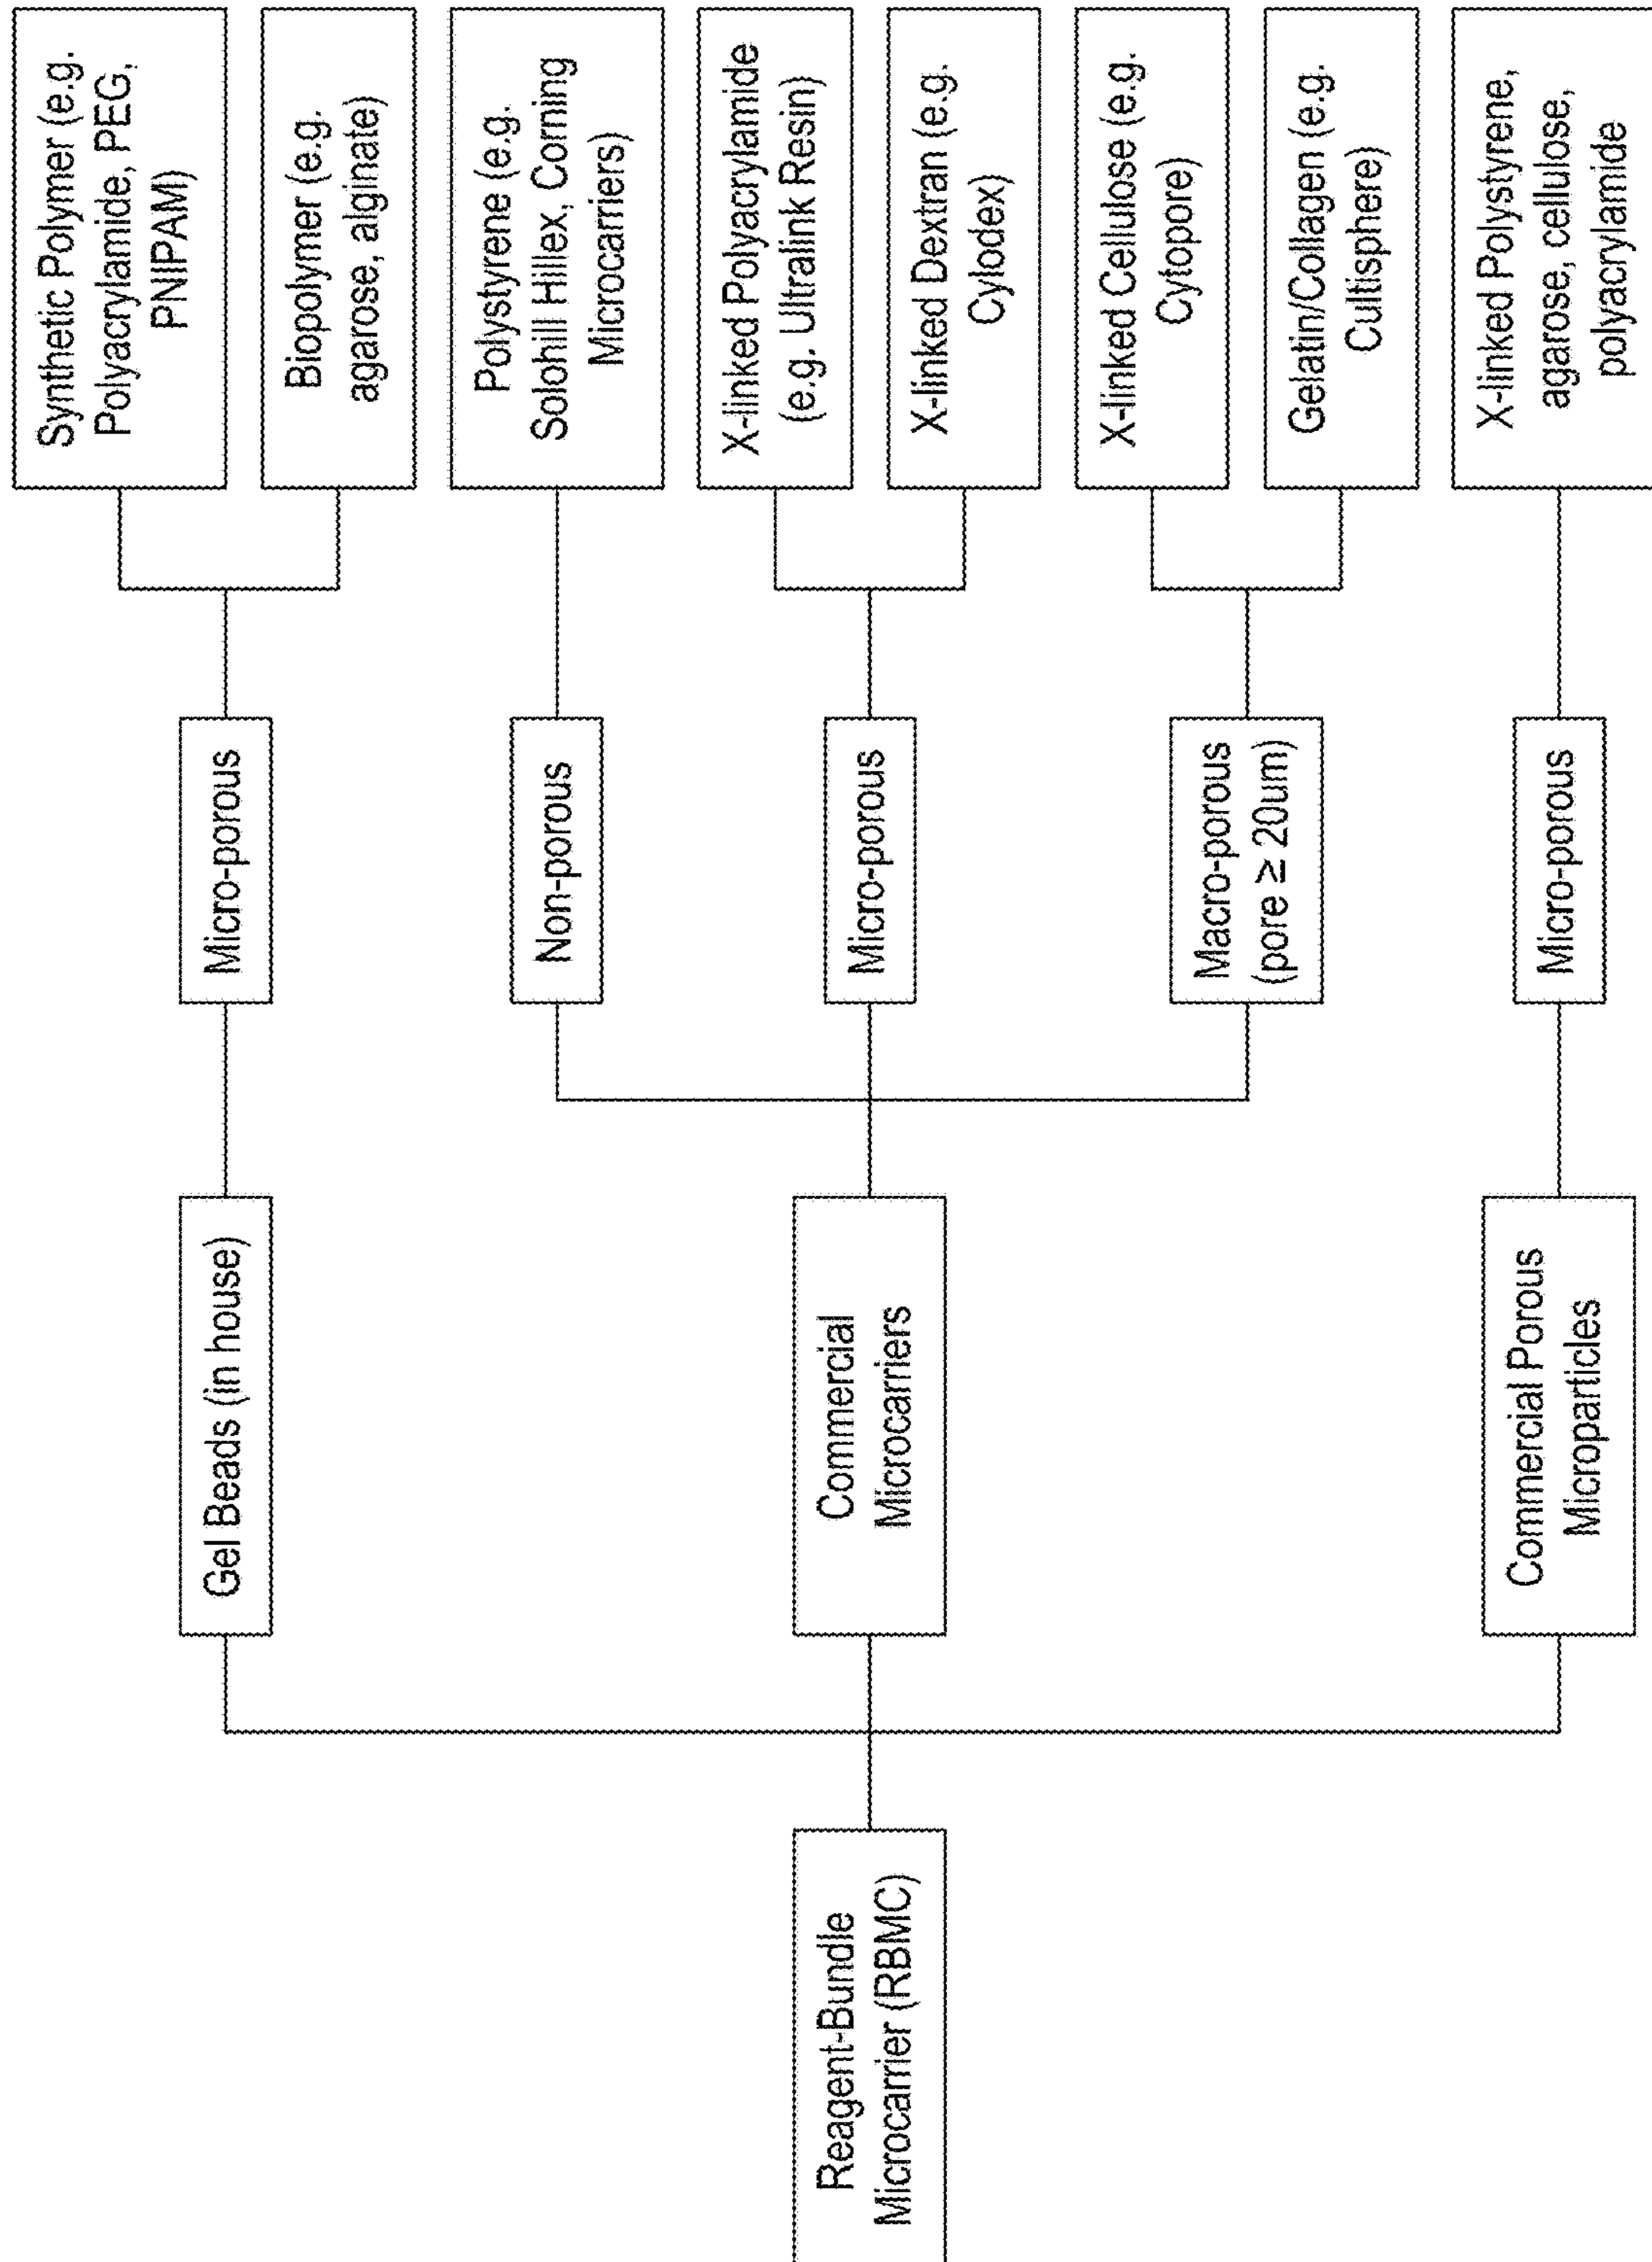 Reagent-Bundle
Microcarrier (RBMC)
Gel Beads (in house)
Commercial
Microcarriers
Commercial Porous
Microparticles
Micro-porous
Non-porous
Micro-porous
Macro-porous
(pore ≥ 20um)
Micro-porous
Synthetic Polymer (e.g.
Polyacrylamide, PEG,
PNIPAM)
Biopolymer (e.g.
agarose, alginate)
Polystyrene (e.g.
Solohill Hillex, Corning
Microcarriers)
X-linked Polyacrylamide
(e.g. Ultralink Resin)
X-linked Dextran (e.g.
Cylodex)
X-linked Cellulose (e.g.
Cytopore)
Gelatin/Collagen (e.g.
Cultisphere)
X-linked Polystyrene,
agarose, cellulose,
polyacrylamide